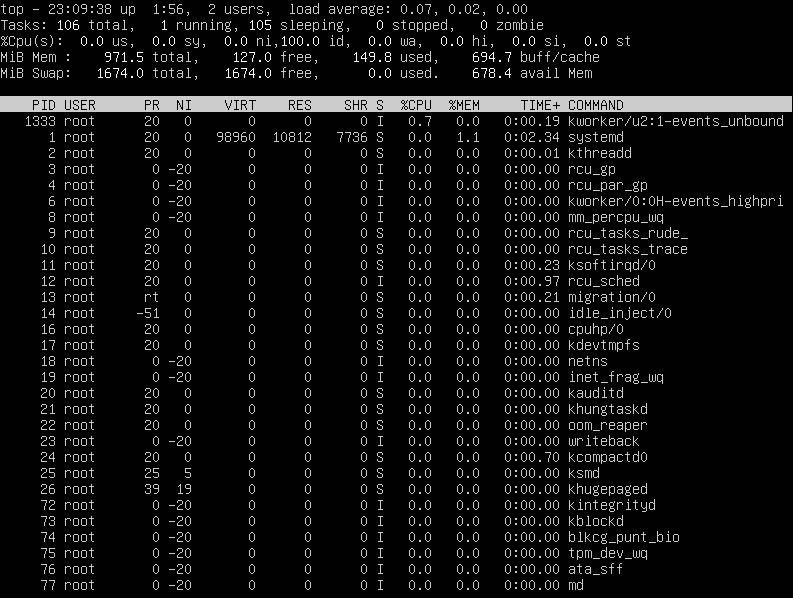 top - 23:09:38 up  1:56,  2 users,  load average: 0.07, 0.02, 0.00
Tasks: 106 total,   1 running, 105 sleeping,   0 stopped,   0 zombie
%Cpu(s):  0.0 us,  0.0 sy,  0.0 ni,100.0 id,  0.0 wa,  0.0 hi,  0.0 si,  0.0 st
MiB Mem :    971.5 total,    127.0 free,    149.8 used,    694.7 buff/cache
MiB Swap:   1674.0 total,   1674.0 free,      0.0 used.    678.4 avail Mem
    PID USER      PR  NI    VIRT    RES    SHR S  %CPU  %MEM     TIME+ COMMAND
   1333 root      20   0       0      0      0 I   0.7   0.0   0:00.19 kworker/u2:1-events_unbound
      1 root      20   0   98960  10812   7736 S   0.0   1.1   0:02.34 systemd
      2 root      20   0       0      0      0 S   0.0   0.0   0:00.01 kthreadd
      3 root       0 -20       0      0      0 I   0.0   0.0   0:00.00 rcu_gp
      4 root       0 -20       0      0      0 I   0.0   0.0   0:00.00 rcu_par_gp
      6 root       0 -20       0      0      0 I   0.0   0.0   0:00.00 kworker/0:0H-events_highpri
      8 root       0 -20       0      0      0 I   0.0   0.0   0:00.00 mm_percpu_wq
      9 root      20   0       0      0      0 S   0.0   0.0   0:00.00 rcu_tasks_rude_
     10 root      20   0       0      0      0 S   0.0   0.0   0:00.00 rcu_tasks_trace
     11 root      20   0       0      0      0 S   0.0   0.0   0:00.23 ksoftirqd/0
     12 root      20   0       0      0      0 I   0.0   0.0   0:00.97 rcu_sched
     13 root      rt   0       0      0      0 S   0.0   0.0   0:00.21 migration/0
     14 root     -51   0       0      0      0 S   0.0   0.0   0:00.00 idle_inject/0
     16 root      20   0       0      0      0 S   0.0   0.0   0:00.00 cpuhp/0
     17 root      20   0       0      0      0 S   0.0   0.0   0:00.00 kdevtmpfs
     18 root       0 -20       0      0      0 I   0.0   0.0   0:00.00 netns
     19 root       0 -20       0      0      0 I   0.0   0.0   0:00.00 inet_frag_wq
     20 root      20   0       0      0      0 S   0.0   0.0   0:00.00 kauditd
     21 root      20   0       0      0      0 S   0.0   0.0   0:00.00 khungtaskd
     22 root      20   0       0      0      0 S   0.0   0.0   0:00.00 oom_reaper
     23 root       0 -20       0      0      0 I   0.0   0.0   0:00.00 writeback
     24 root      20   0       0      0      0 S   0.0   0.0   0:00.70 kcompactd0
     25 root      25   5       0      0      0 S   0.0   0.0   0:00.00 ksmd
     26 root      39  19       0      0      0 S   0.0   0.0   0:00.00 khugepaged
     72 root       0 -20       0      0      0 I   0.0   0.0   0:00.00 kintegrityd
     73 root       0 -20       0      0      0 I   0.0   0.0   0:00.00 kblockd
     74 root       0 -20       0      0      0 I   0.0   0.0   0:00.00 blkcg_punt_bio
     75 root       0 -20       0      0      0 I   0.0   0.0   0:00.00 tpm_dev_wq
     76 root       0 -20       0      0      0 I   0.0   0.0   0:00.00 ata_sff
     77 root       0 -20       0      0      0 I   0.0   0.0   0:00.00 md